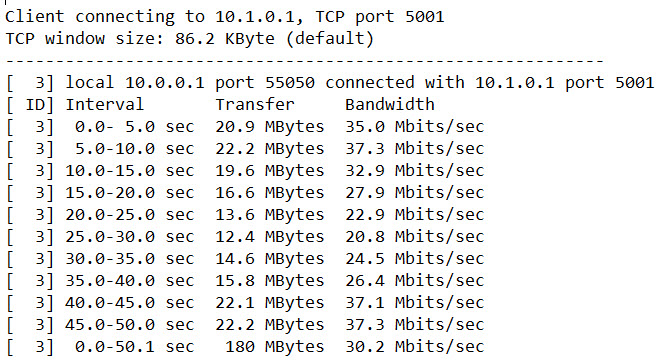 Client connecting to 10.1.0.1, TCP port 5001
TCP window size: 86.2 KByte (default)
------------------------------------------------------------
[  3] local 10.0.0.1 port 55050 connected with 10.1.0.1 port 5001
[ ID] Interval       Transfer     Bandwidth
[  3]  0.0- 5.0 sec  20.9 MBytes  35.0 Mbits/sec
[  3]  5.0-10.0 sec  22.2 MBytes  37.3 Mbits/sec
[  3] 10.0-15.0 sec  19.6 MBytes  32.9 Mbits/sec
[  3] 15.0-20.0 sec  16.6 MBytes  27.9 Mbits/sec
[  3] 20.0-25.0 sec  13.6 MBytes  22.9 Mbits/sec
[  3] 25.0-30.0 sec  12.4 MBytes  20.8 Mbits/sec
[  3] 30.0-35.0 sec  14.6 MBytes  24.5 Mbits/sec
[  3] 35.0-40.0 sec  15.8 MBytes  26.4 Mbits/sec
[  3] 40.0-45.0 sec  22.1 MBytes  37.1 Mbits/sec
[  3] 45.0-50.0 sec  22.2 MBytes  37.3 Mbits/sec
[  3]  0.0-50.1 sec   180 MBytes  30.2 Mbits/sec